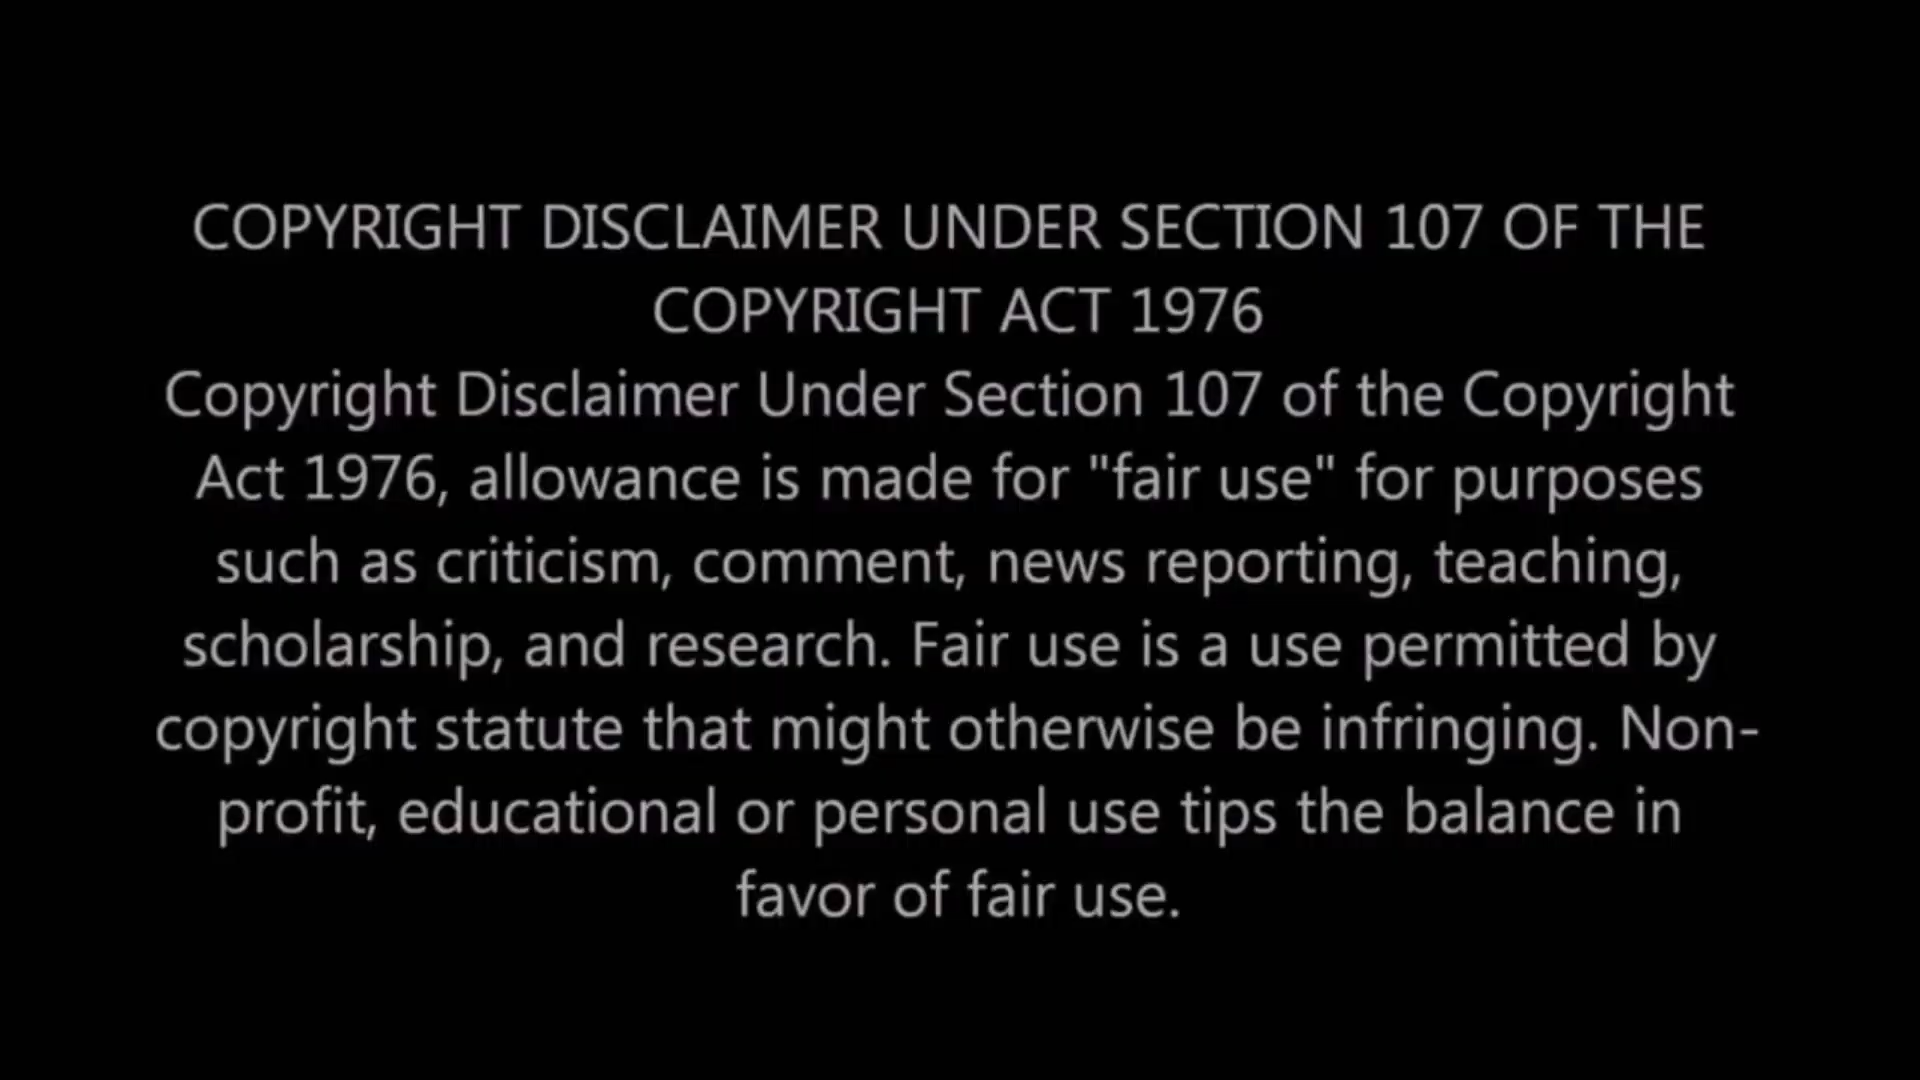 COPYRIGHT DISCLAIMER UNDER SECTION 107 OF THE
COPYRIGHT ACT 1976
Copyright Disclaimer Under Section 107 of the Copyright
Act 1976, allowance is made for "fair use" for purposes
such as criticism, comment, news reporting, teaching,
scholarship, and research. Fair use is a use permitted by
copyright statute that might otherwise be infringing. Non-
profit, educational or personal use tips the balance in
favor of fair use.